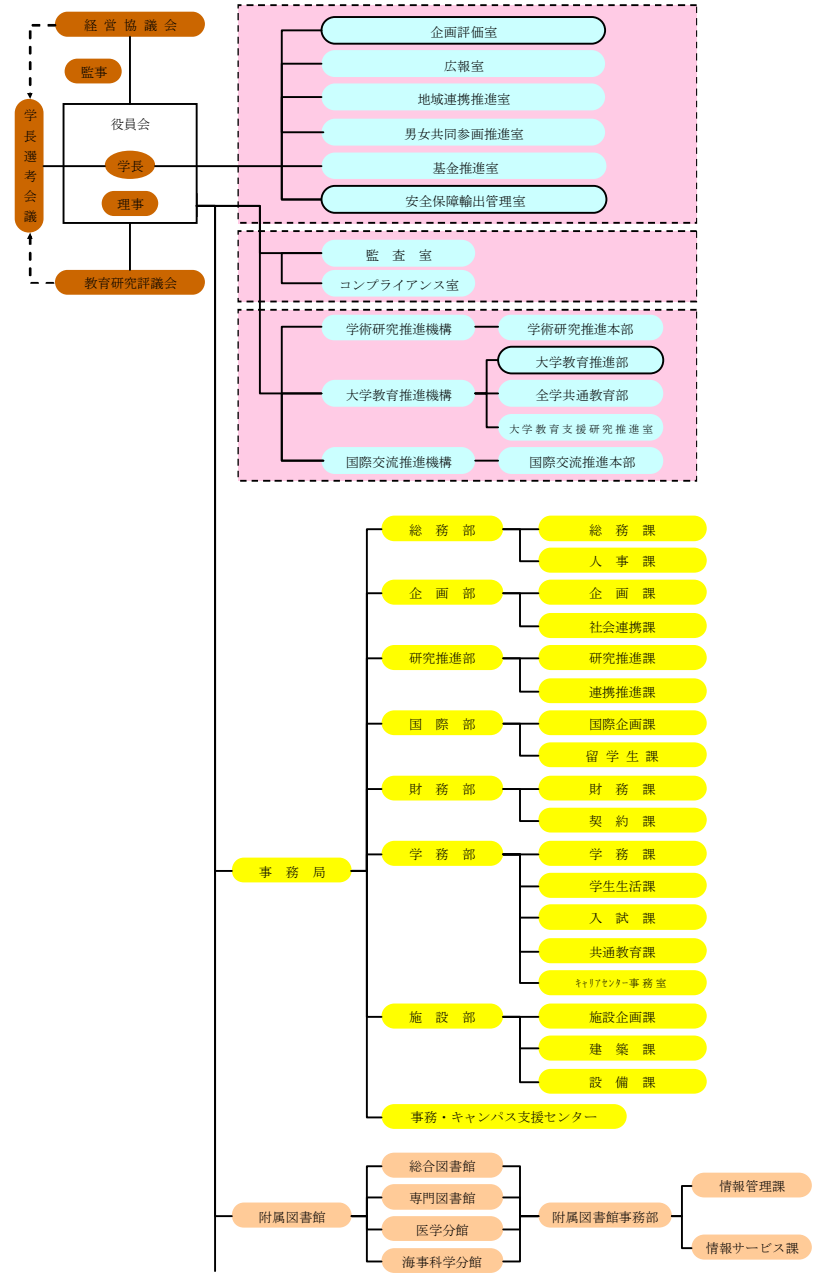 経営協議会
監事
学長選考会議
役員会
学長
理事
教育研究評議会
企画評価室
広報室
地域連携推進室
男女共同参画推進室
基金推進室
安全保障輸出管理室
監査室
コンプライアンス室
学術研究推進機構
学術研究推進本部
大学教育推進機構
大学教育推進部
全学共通教育部
大学教育支援研究推進室
国際交流推進機構
国際交流推進本部
事務局
総務部
総務課
人事課
企画部
企画課
社会連携課
研究推進部
研究推進課
連携推進課
国際部
国際企画課
留学生課
財務部
財務課
契約課
学務部
学務課
学生生活課
入試課
共通教育課
ｷｬﾘｱｾﾝﾀｰ事務室
施設部
施設企画課
建築課
設備課
事務・キャンパス支援センター
附属図書館
総合図書館
専門図書館
医学分館
海事科学分館
附属図書館事務部
情報管理課
情報サービス課